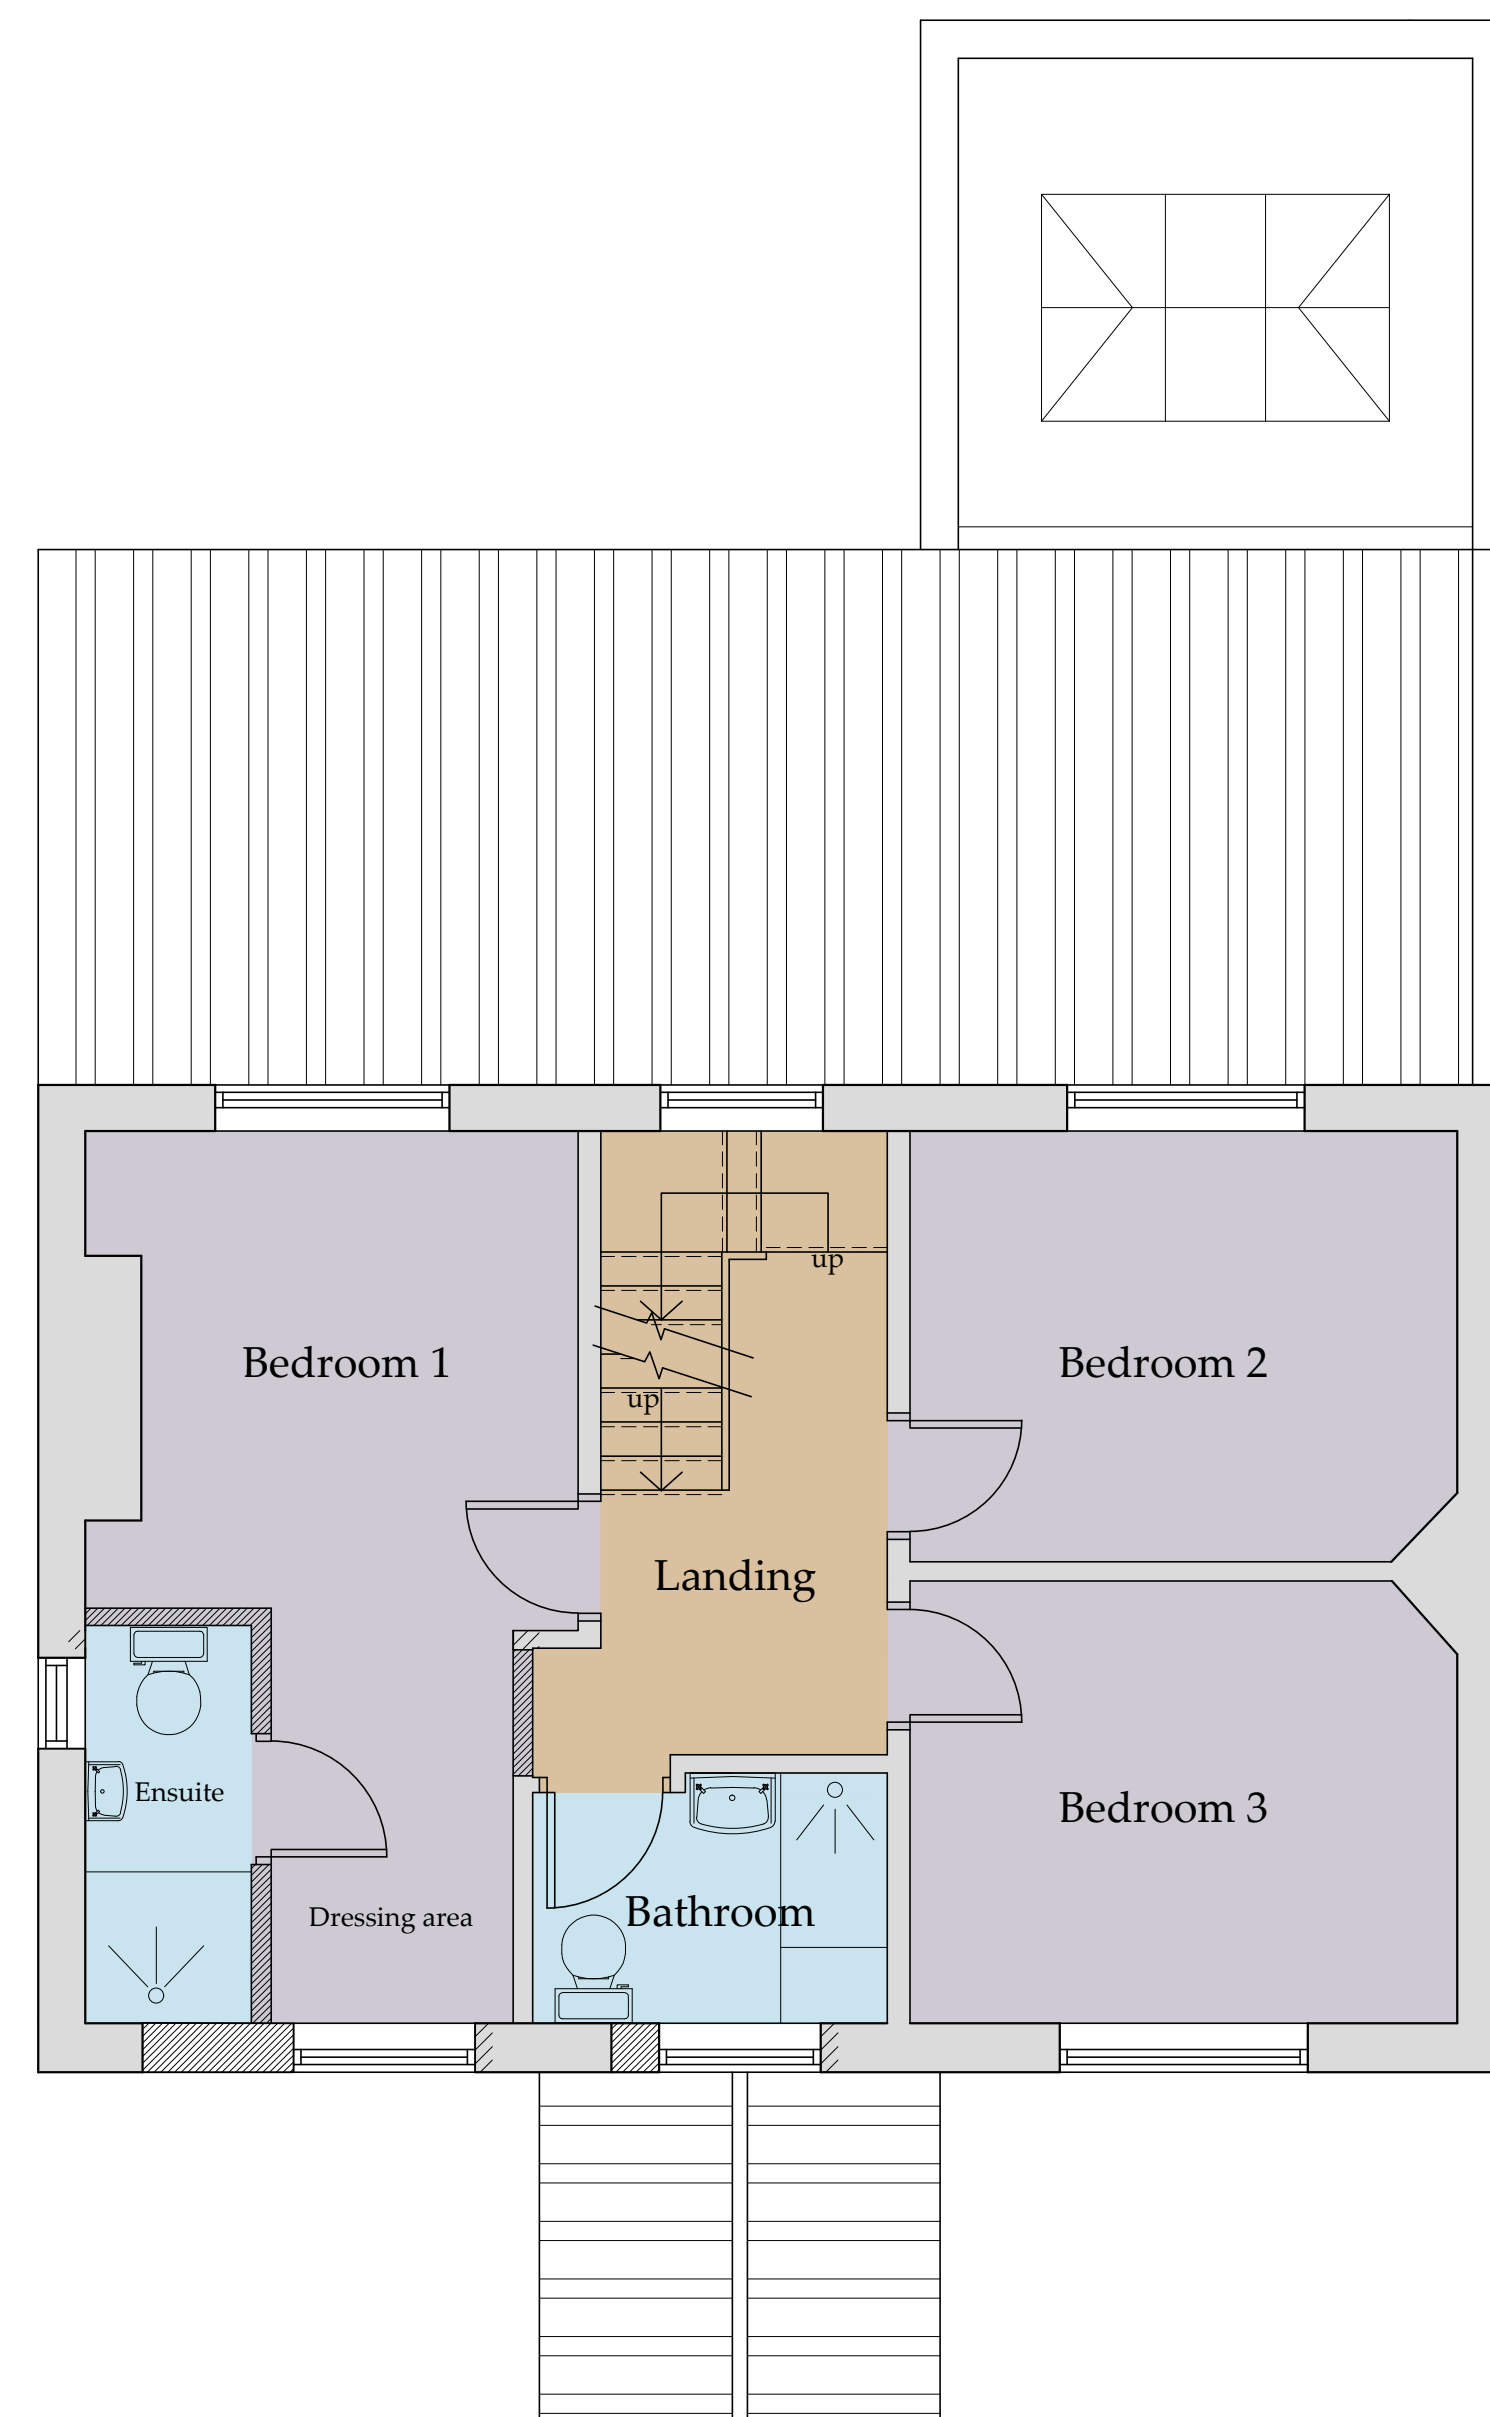 up
Bedroom 1
Bedroom 2
up
Landing
Ensuite
Bedroom 3
Bathroom
Dressing area